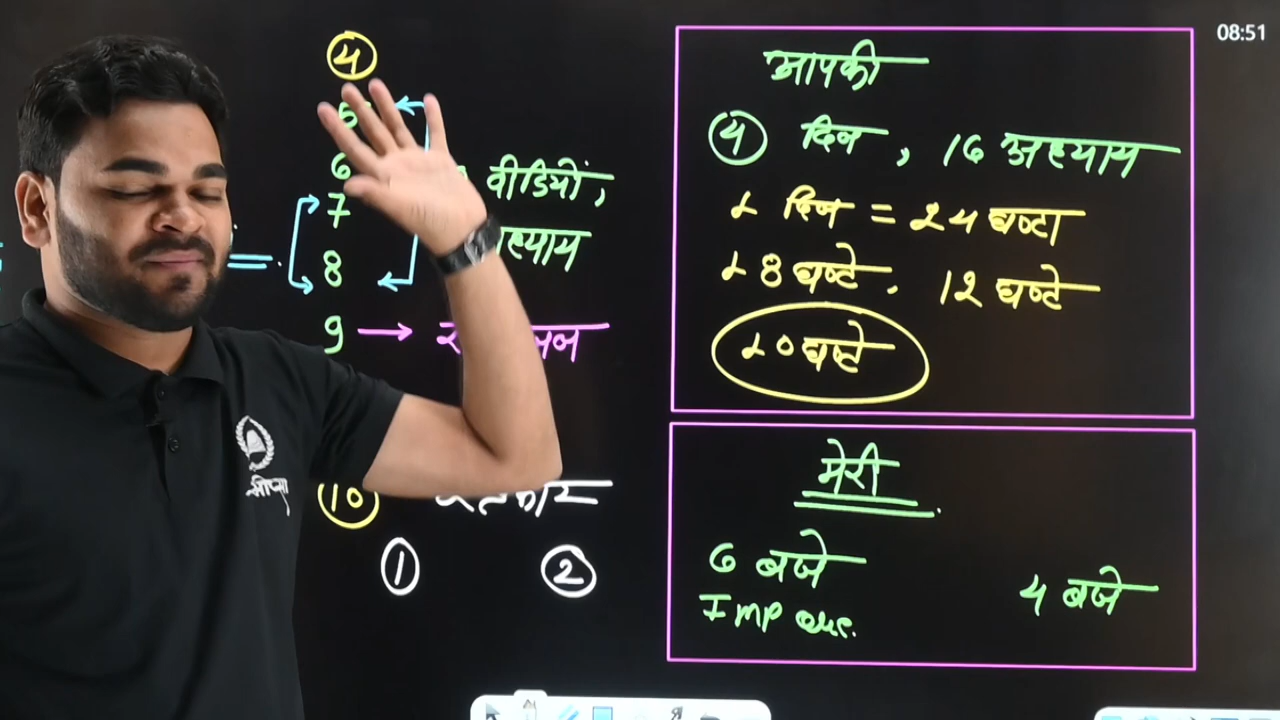 08:51
4
5
6
7
8
9
वीडियों,
10
1 2
आपकी
4 दिन, 16 अध्याय
1 दिन = 24 घण्टा
18 घण्टे. 12 घण्टे
10 घण्टे
मेरी
6 बजे 4 बजे
Imp que.